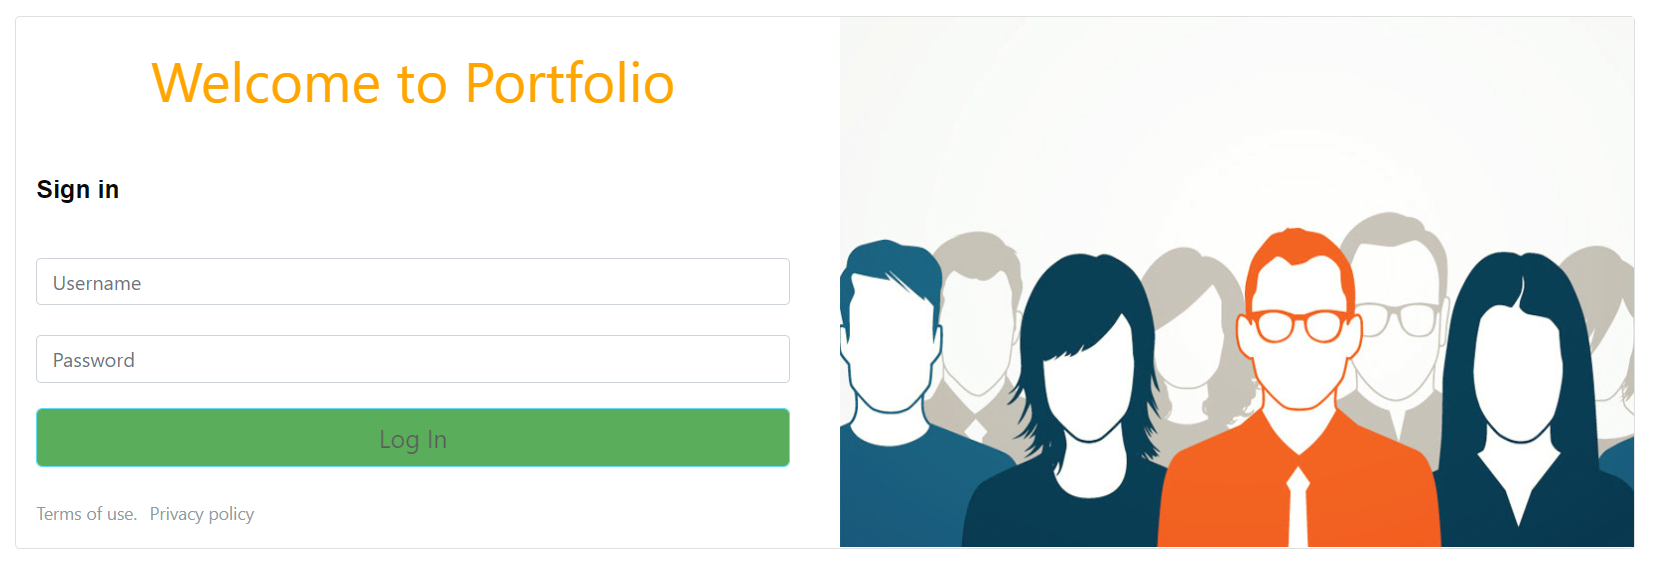 Welcome to Portfolio
Sign in
Username
Password
Log In
Terms of use. Privacy policy